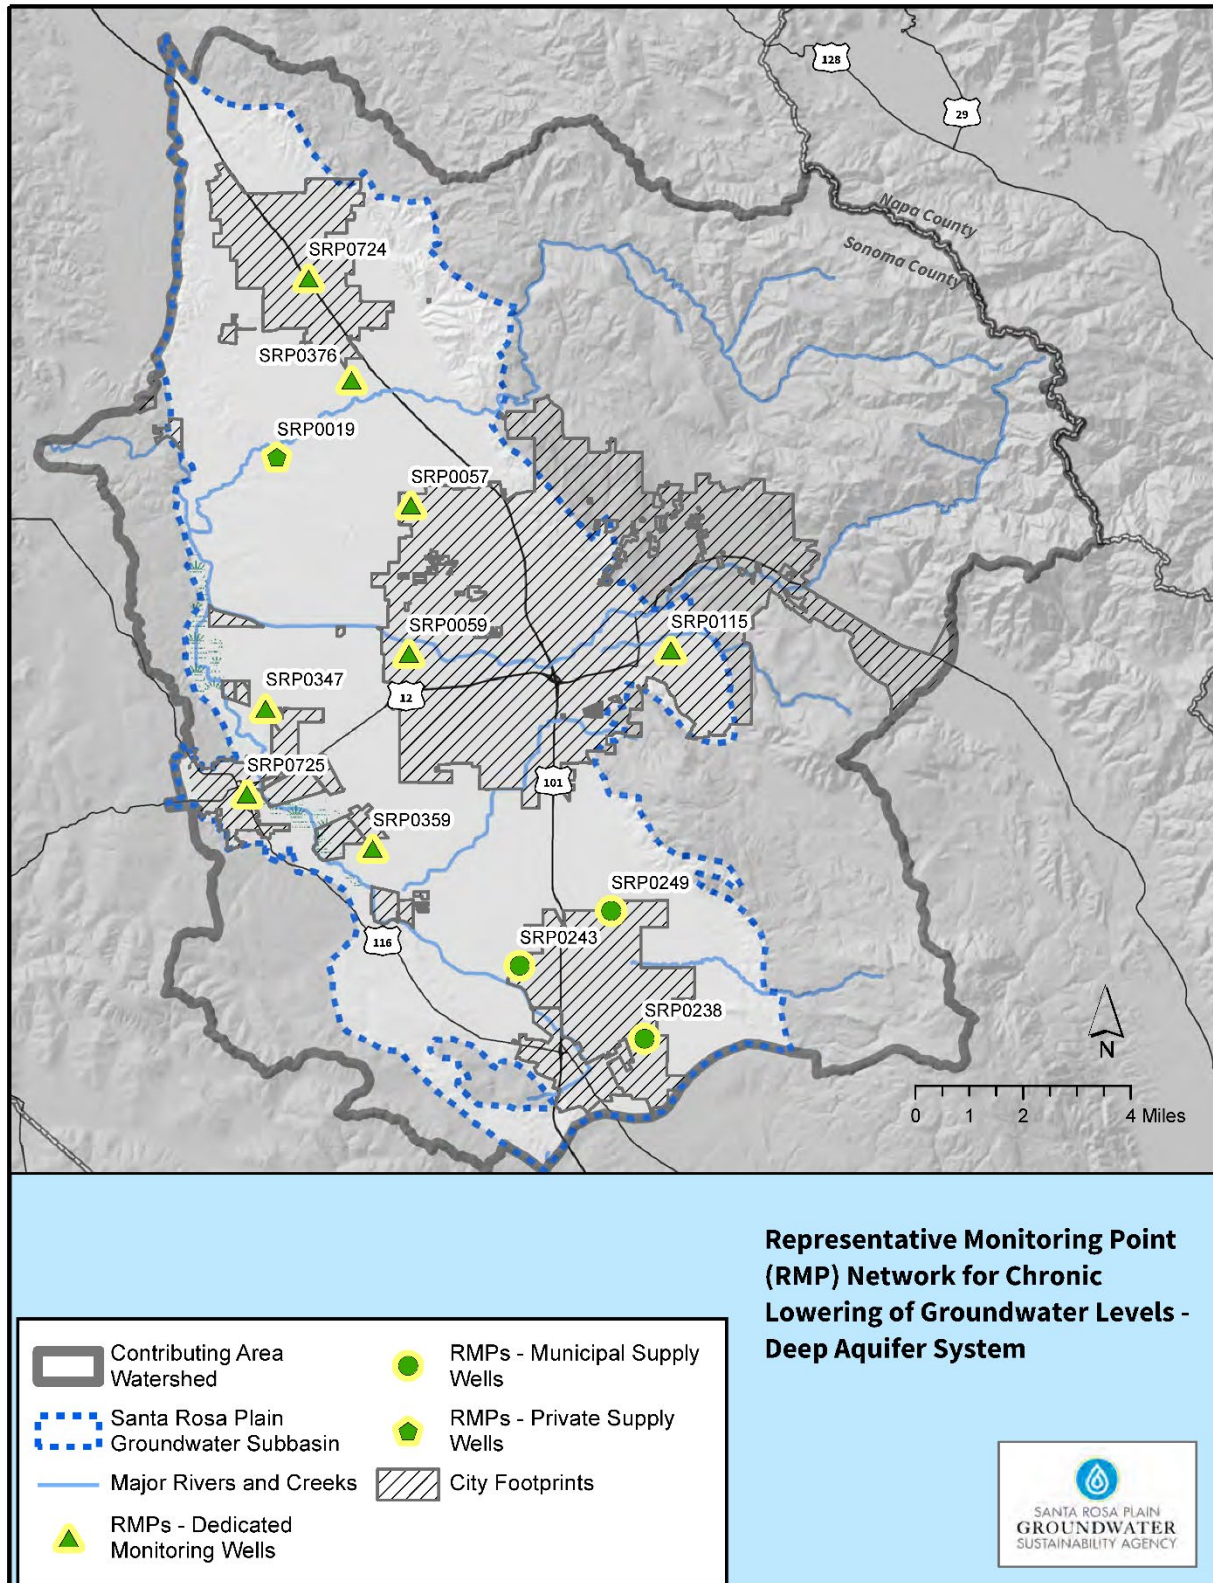 128
29
Napa County
Sonoma County
SRP0724
SRP0376
SRP0019
SRP0057
SRP0059
SRP0115
SRP0347
12
SRP0725
101
SRP0359
SRP0249
SRP0243
116
SRP0238
N
0 1 2 4 Miles
Representative Monitoring Point
(RMP) Network for Chronic
Lowering of Groundwater Levels -
Deep Aquifer System
Contributing Area
Watershed
Santa Rosa Plain
Groundwater Subbasin
Major Rivers and Creeks
RMPs - Dedicated
Monitoring Wells
RMPs - Municipal Supply
Wells
RMPs - Private Supply
Wells
City Footprints
SANTA ROSA PLAIN
GROUNDWATER
SUSTAINABILITY AGENCY